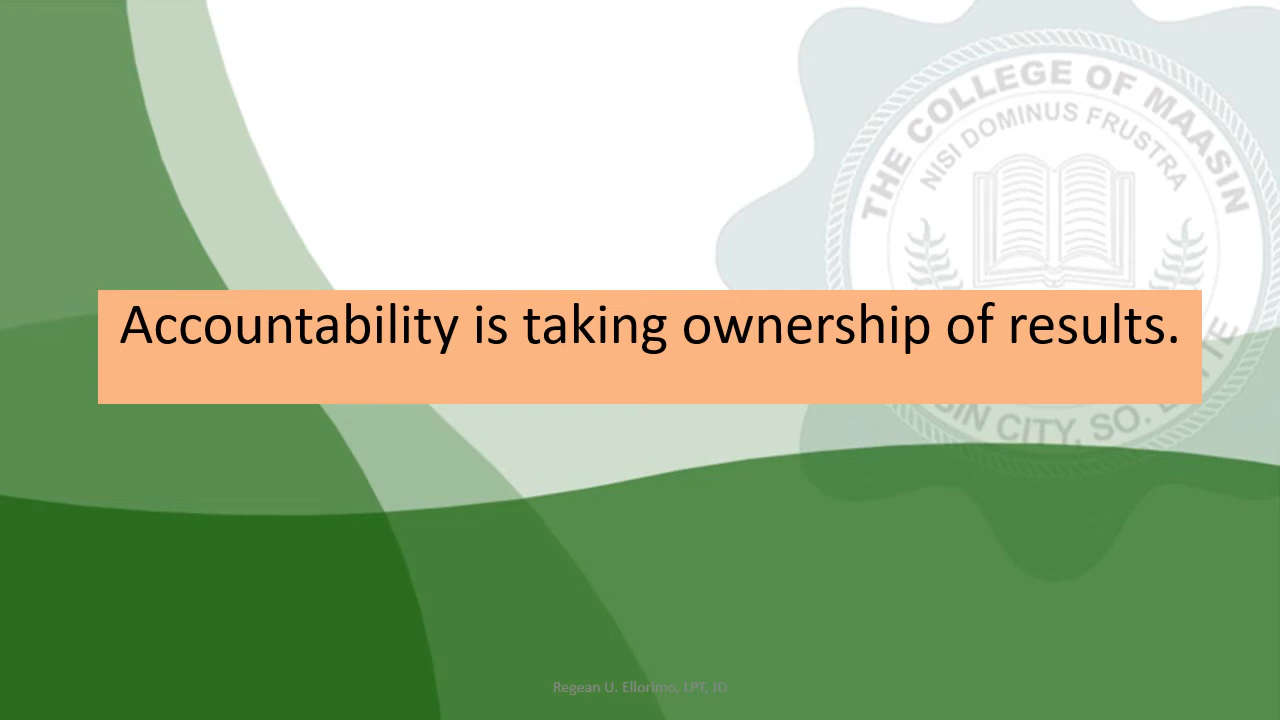 THE COLLEGE OF MAASIN
NISI DOMINUS FRUSTRA
Accountability is taking ownership of results.
CITY, SO.
Regean U. Ellorimo, LPT, JD